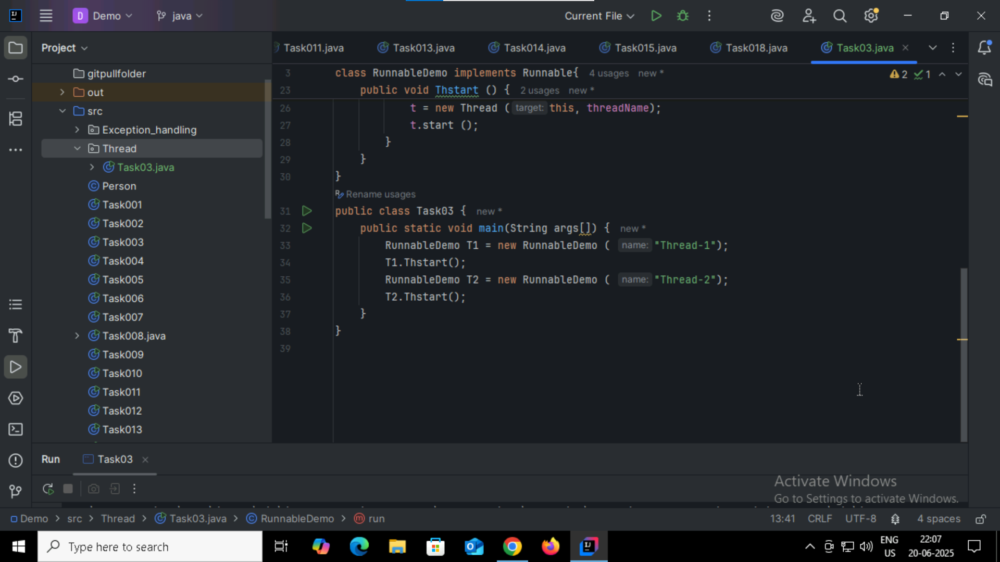 Demo
java
Current File
Project
Task011.java
Task013.java
Task014.java
Task015.java
Task018.java
Task03.java
gitpullfolder
out
src
Exception_handling
Thread
Task03.java
Person
Task001
Task002
Task003
Task004
Task005
Task006
Task007
Task008.java
Task009
Task010
Task011
Task012
Task013
3 class RunnableDemo implements Runnable{ 4 usages new *
23 public void Thstart () { 2 usages new *
2 1
26 t = new Thread ( target: this, threadName);
27 t.start ();
28 }
29 }
30 }
Rename usages
31 public class Task03 { new *
32 public static void main(String args[]) { new *
33 RunnableDemo T1 = new RunnableDemo ( name: "Thread-1");
34 T1.Thstart();
35 RunnableDemo T2 = new RunnableDemo ( name: "Thread-2");
36 T2.Thstart();
37 }
38 }
39
Run
Task03
Activate Windows
Go to Settings to activate Windows.
Demo > src > Thread > Task03.java > RunnableDemo > run
13:41 CRLF UTF-8 4 spaces
Type here to search
ENG
US
22:07
20-06-2025